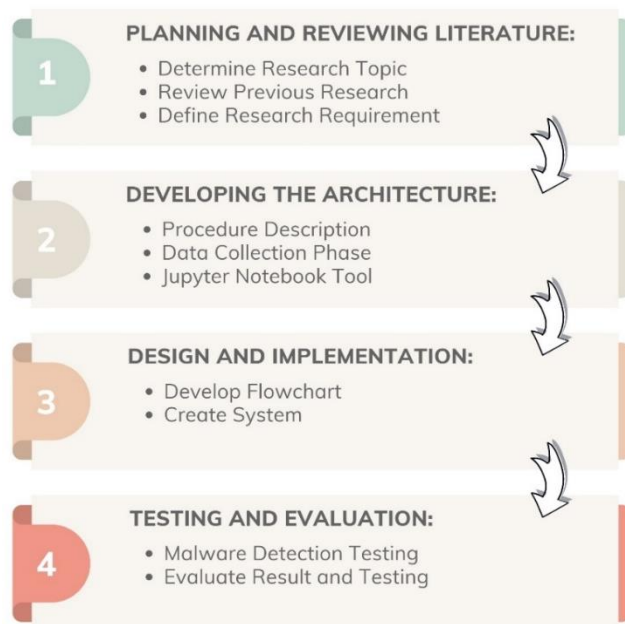 1
PLANNING AND REVIEWING LITERATURE:
• Determine Research Topic
• Review Previous Research
• Define Research Requirement
2
DEVELOPING THE ARCHITECTURE:
• Procedure Description
• Data Collection Phase
• Jupyter Notebook Tool
3
DESIGN AND IMPLEMENTATION:
• Develop Flowchart
• Create System
4
TESTING AND EVALUATION:
• Malware Detection Testing
• Evaluate Result and Testing